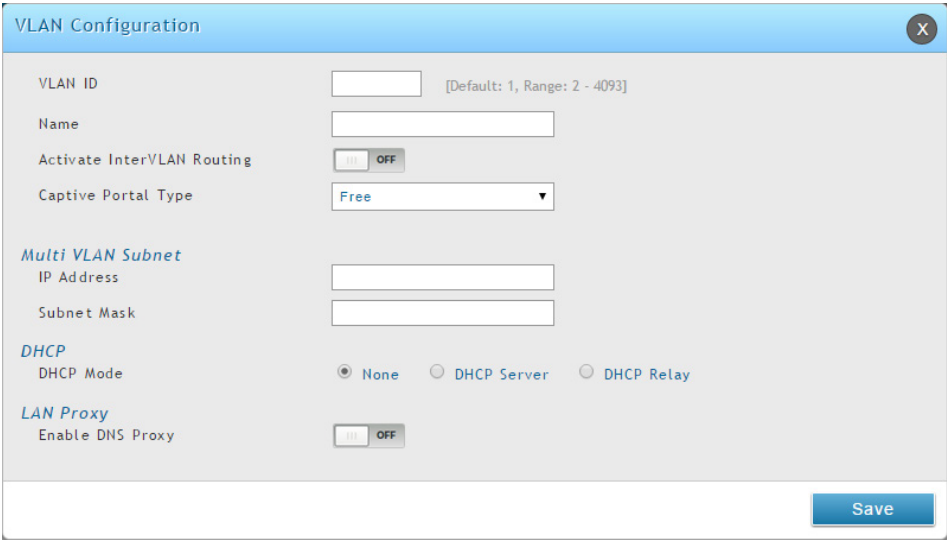 VLAN Configuration X
VLAN ID [Default: 1, Range: 2 - 4093]
Name
Activate InterVLAN Routing OFF
Captive Portal Type Free
Multi VLAN Subnet
IP Address
Subnet Mask
DHCP
DHCP Mode None DHCP Server DHCP Relay
LAN Proxy
Enable DNS Proxy OFF
Save